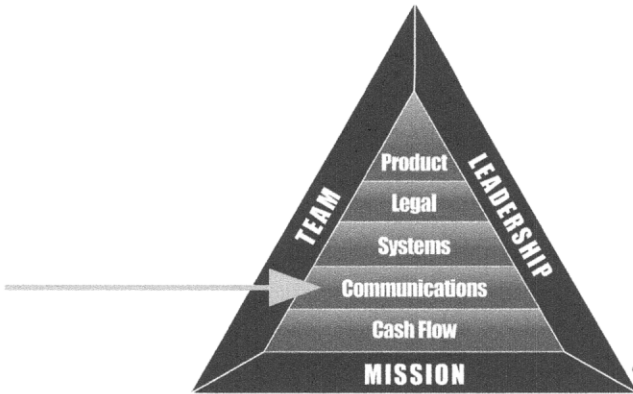 Product
Legal
Systems
Communications
Cash Flow
TEAM
LEADERSHIP
MISSION